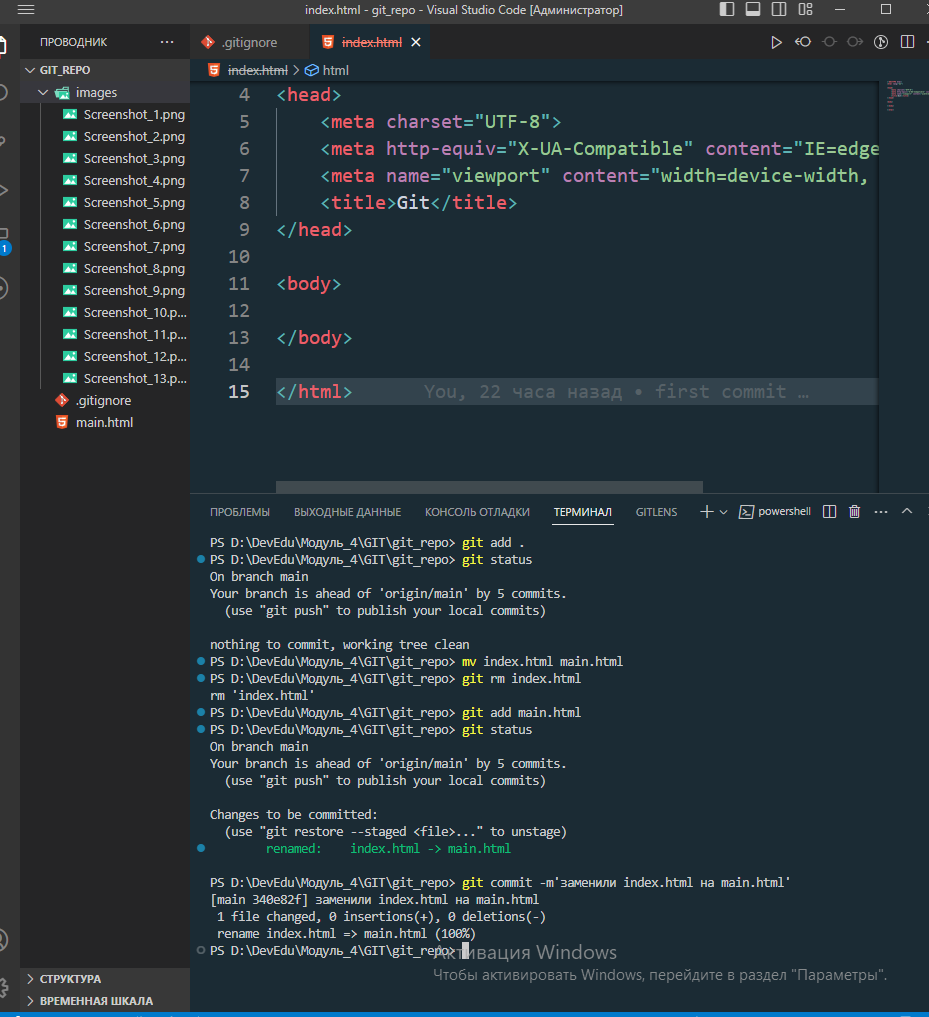 index.html - git_repo - Visual Studio Code [Администратор]
ПРОВОДНИК
GIT_REPO
images
Screenshot_1.png
Screenshot_2.png
Screenshot_3.png
Screenshot_4.png
Screenshot_5.png
Screenshot_6.png
Screenshot_7.png
Screenshot_8.png
Screenshot_9.png
Screenshot_10.p...
Screenshot_11.p...
Screenshot_12.p...
Screenshot_13.p...
.gitignore
main.html
1
СТРУКТУРА
ВРЕМЕННАЯ ШКАЛА
.gitignore index.html
index.html > html
4 <head>
5 <meta charset="UTF-8">
6 <meta http-equiv="X-UA-Compatible" content="IE=edge
7 <meta name="viewport" content="width=device-width,
8 <title>Git</title>
9 </head>
10
11 <body>
12
13 </body>
14
15 </html> You, 22 часа назад • first commit …
ПРОБЛЕМЫ ВЫХОДНЫЕ ДАННЫЕ КОНСОЛЬ ОТЛАДКИ ТЕРМИНАЛ GITLENS powershell
PS D:\DevEdu\Модуль_4\GIT\git_repo> git add .
PS D:\DevEdu\Модуль_4\GIT\git_repo> git status
On branch main
Your branch is ahead of 'origin/main' by 5 commits.
(use "git push" to publish your local commits)
nothing to commit, working tree clean
PS D:\DevEdu\Модуль_4\GIT\git_repo> mv index.html main.html
PS D:\DevEdu\Модуль_4\GIT\git_repo> git rm index.html
rm 'index.html'
PS D:\DevEdu\Модуль_4\GIT\git_repo> git add main.html
PS D:\DevEdu\Модуль_4\GIT\git_repo> git status
On branch main
Your branch is ahead of 'origin/main' by 5 commits.
(use "git push" to publish your local commits)
Changes to be committed:
(use "git restore --staged <file>..." to unstage)
renamed: index.html -> main.html
PS D:\DevEdu\Модуль_4\GIT\git_repo> git commit -m'заменили index.html на main.html'
[main 340e82f] заменили index.html на main.html
1 file changed, 0 insertions(+), 0 deletions(-)
rename index.html => main.html (100%)
PS D:\DevEdu\Модуль_4\GIT\git_repo>
Активация Windows
Чтобы активировать Windows, перейдите в раздел "Параметры".